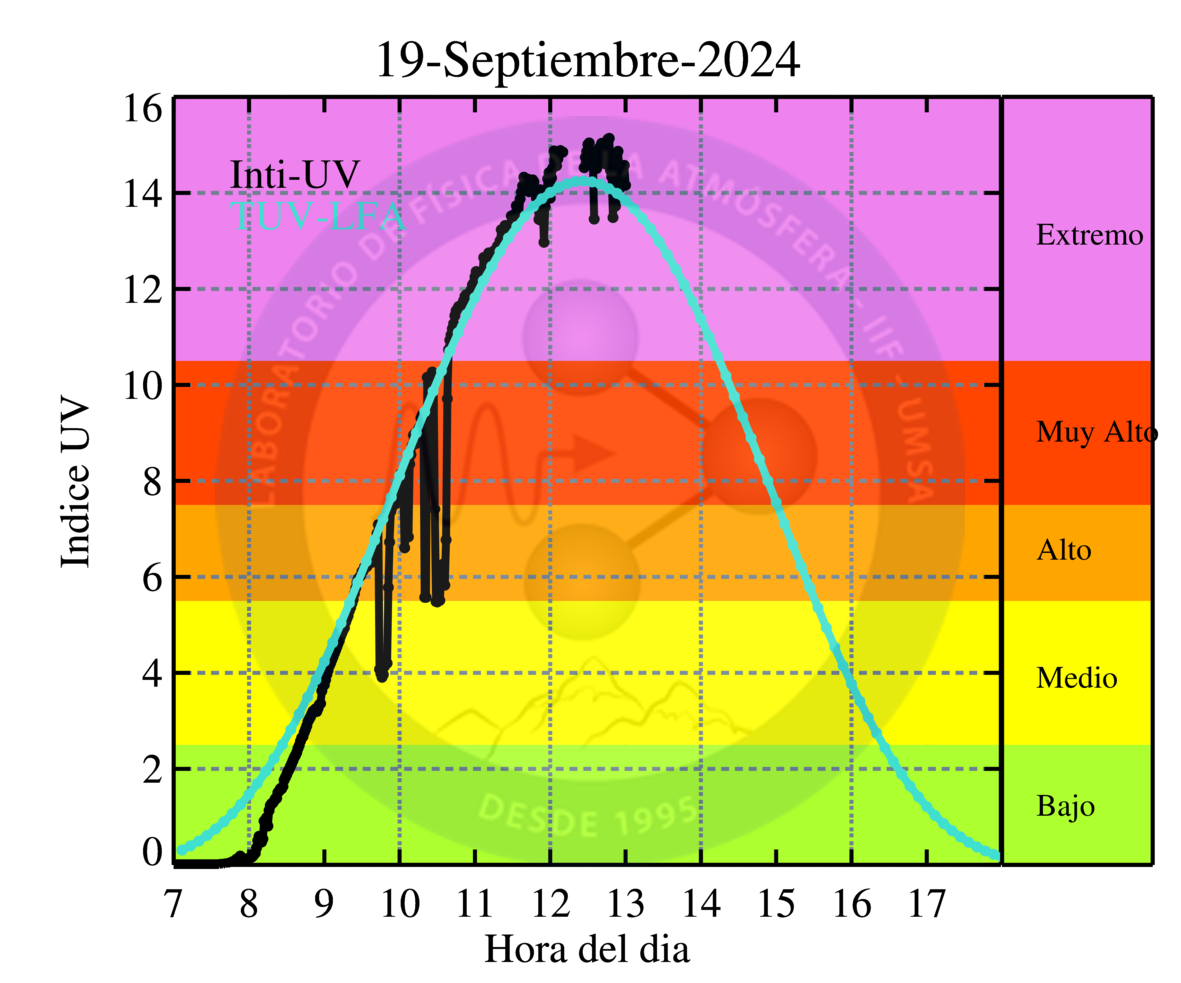 19-Septiembre-2024
Inti-UV
TUV-LFA
LABORATORIO DE FÍSICA DE LA ATMÓSFERA - IIF - UMSA
DESDE 1995
Indice UV
16
14
12
10
8
6
4
2
0
Extremo
Muy Alto
Alto
Medio
Bajo
7 8 9 10 11 12 13 14 15 16 17
Hora del dia